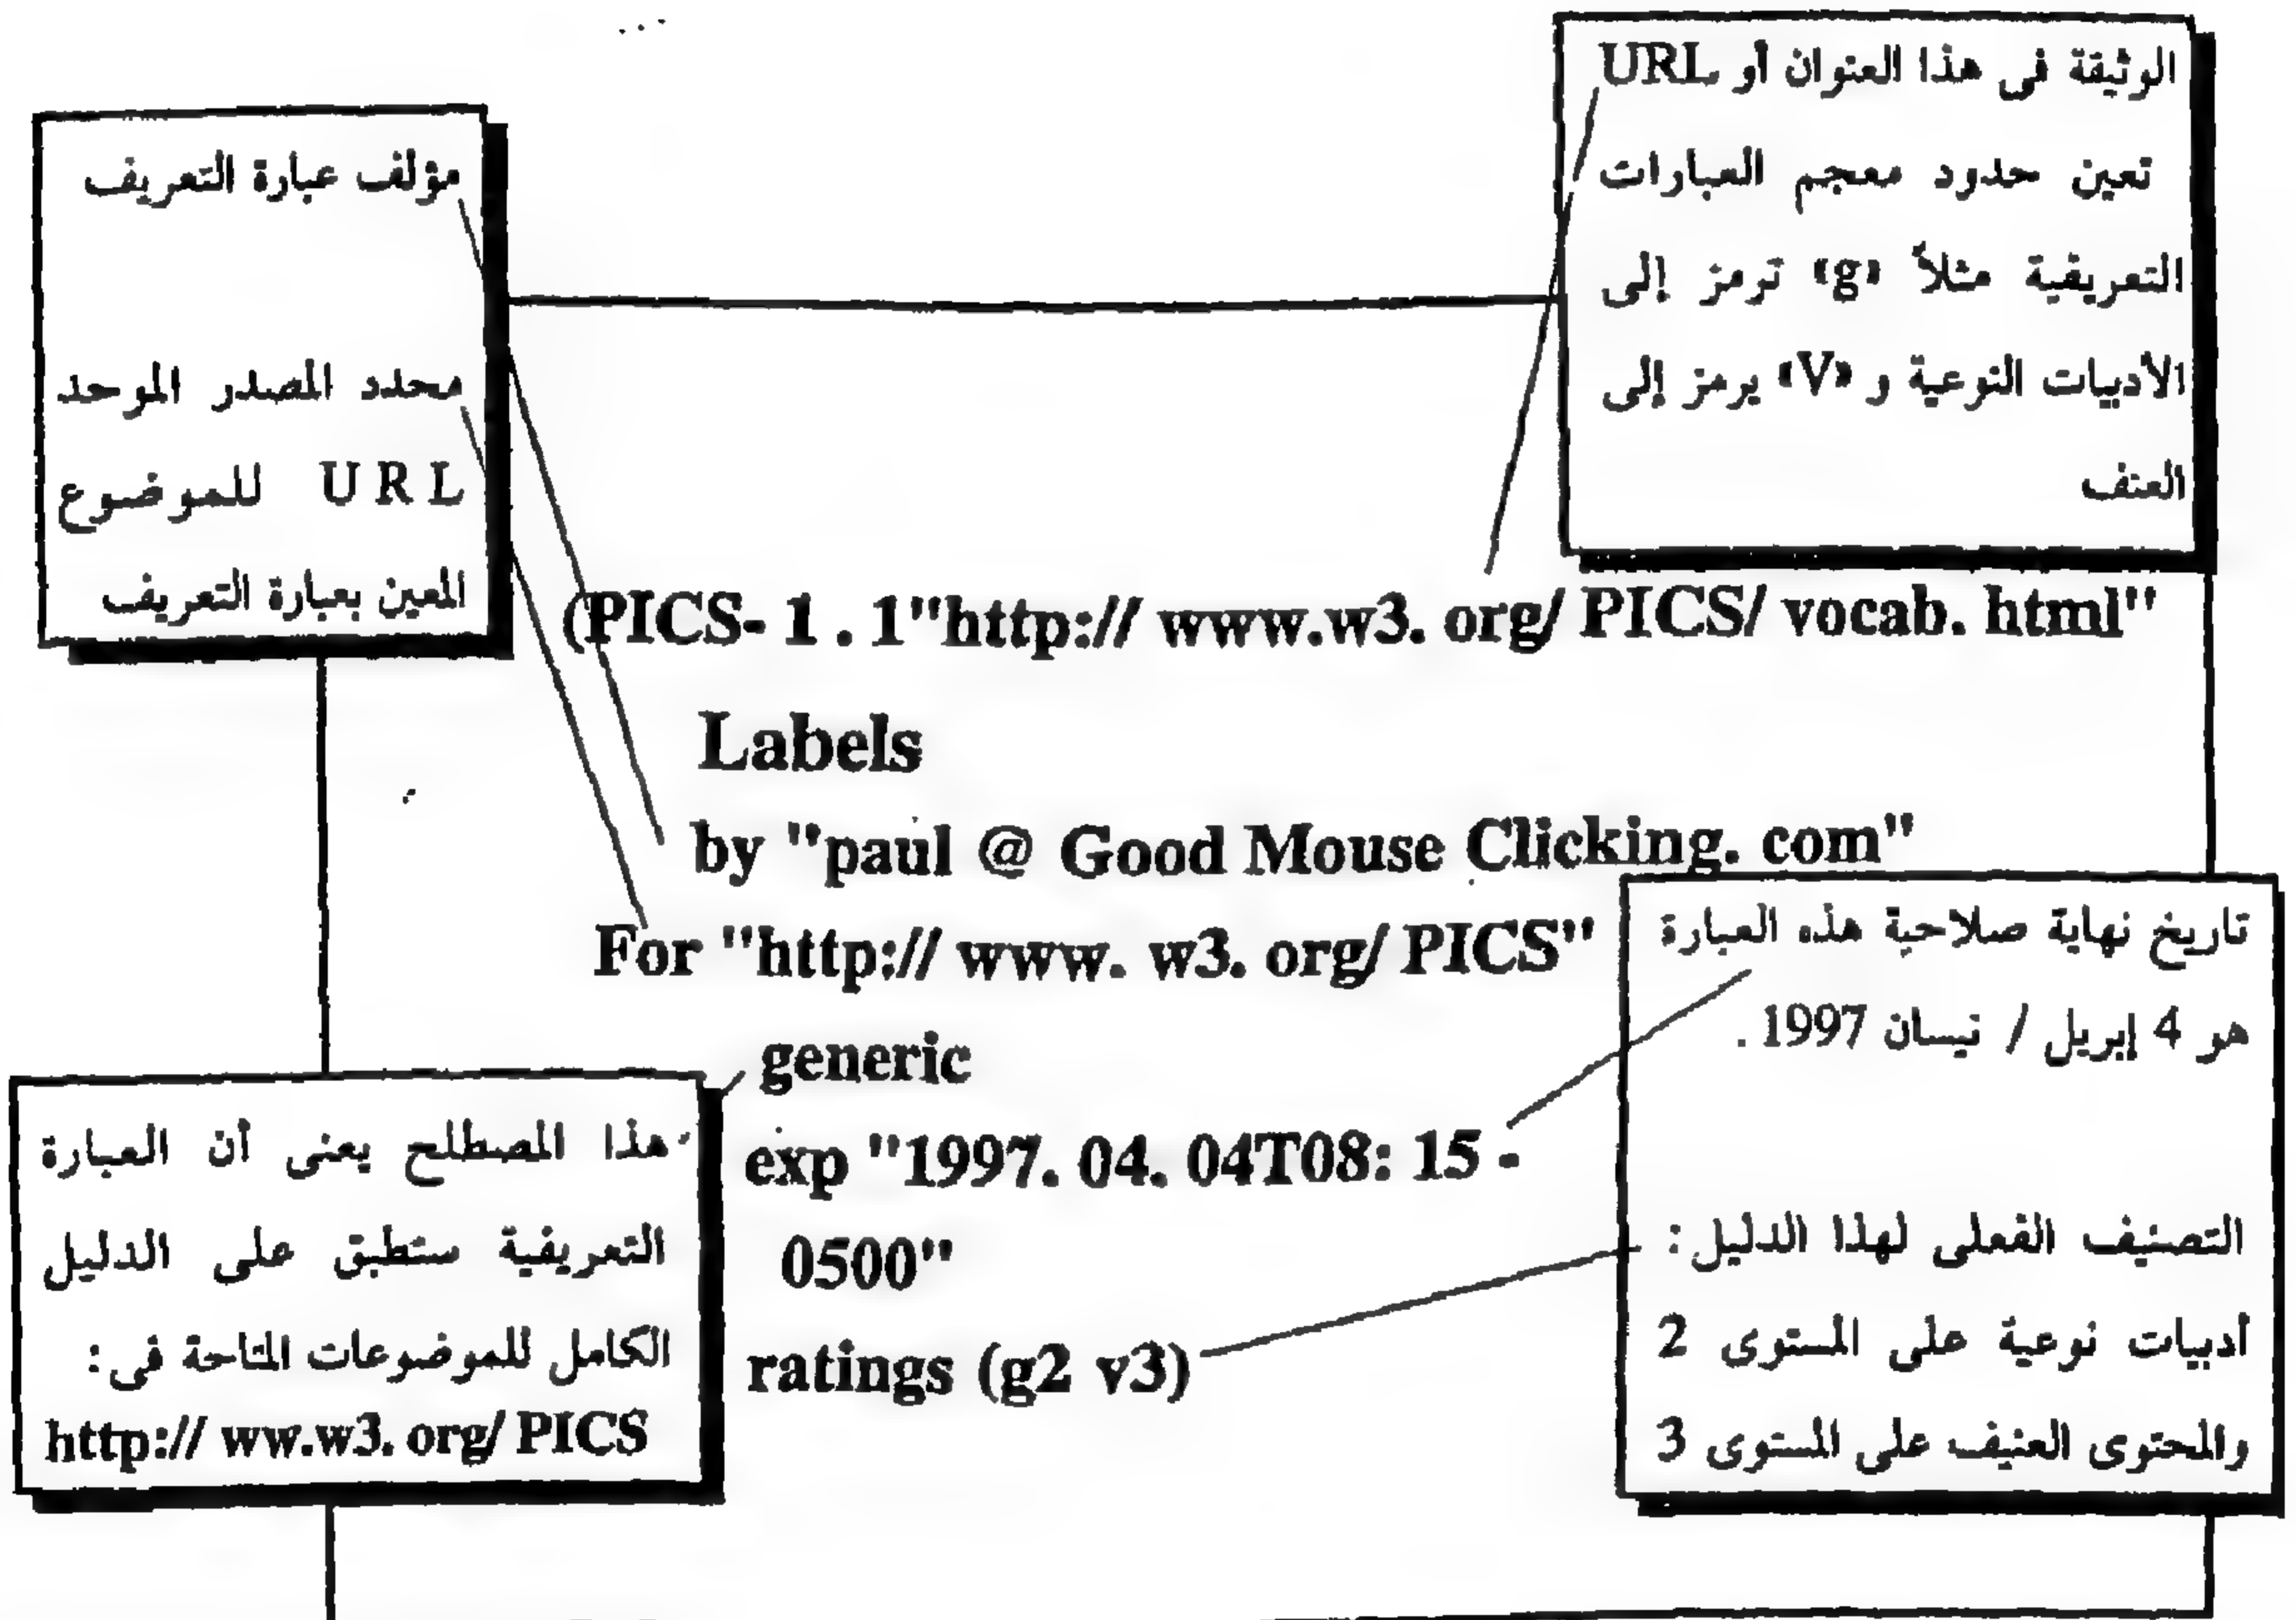 الوثيقة فى هذا العنوان أو URL
تعين حدود معجم العبارات
التعريفية مثلاً «g» ترمز إلى
الأدبيات النوعية و «V» يرمز إلى
العنف
مؤلف عبارة التعريف
محدد المصدر الموحد
URL للموضوع
المعين بعبارة التعريف
(PICS- 1 . 1"http:// www.w3. org/ PICS/ vocab. html"
Labels
by "paul @ Good Mouse Clicking. com"
For "http:// www. w3. org/ PICS"
generic
exp "1997. 04. 04T08: 15 -
0500"
ratings (g2 v3)
تاريخ نهاية صلاحية هذه العبارة
هو 4 إبريل / نيسان 1997 .
التصنيف الفعلى لهذا الدليل :
أدبيات نوعية على المستوى 2
والمحتوى العنيف على المستوى 3
هذا المصطلح يعنى أن العبارة
التعريفية ستطبق على الدليل
الكامل للموضوعات المتاحة فى :
http:// ww.w3. org/ PICS